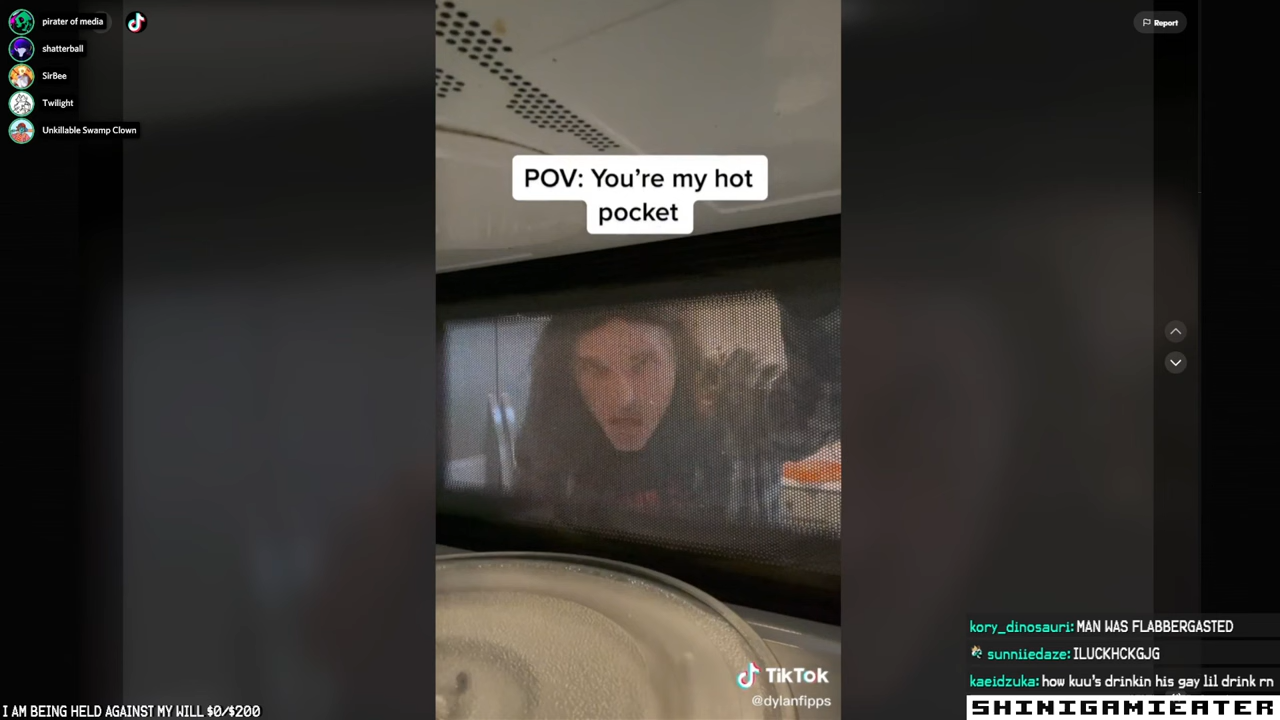 pirater of media
shatterball
SirBee
Twilight
Unkillable Swamp Clown
Report
POV: You're my hot
pocket
TikTok
@dylanfipps
kory_dinosauri: MAN WAS FLABBERGASTED
sunniiedaze: ILUCKHCKGJG
kaeidzuka: how kuu's drinkin his gay lil drink rn
I AM BEING HELD AGAINST MY WILL $0/$200
SHINIGAMIEATER